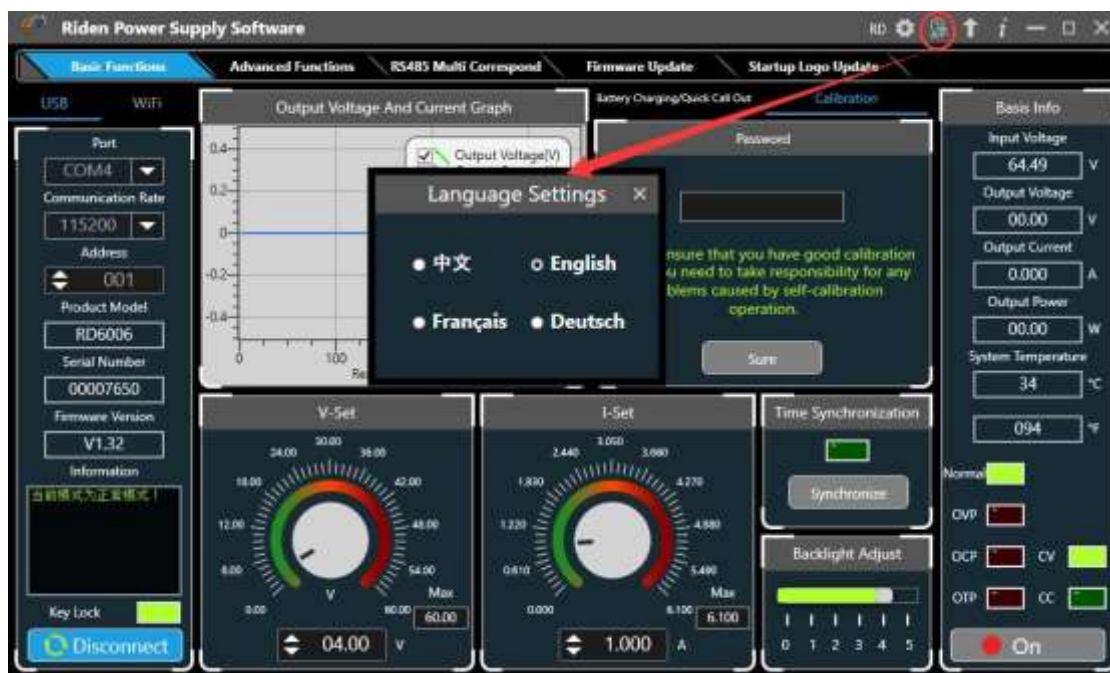 Riden Power Supply Software
RD
Basic Functions
Advanced Functions
RS485 Multi Correspond
Firmware Update
Startup Logo Update
USB
WiFi
Port
COM4
Communication Rate
115200
Address
001
Product Model
RD6006
Serial Number
00007650
Firmware Version
V1.32
Information
当前模式为正常模式！
Key Lock
Disconnect
Output Voltage And Current Graph
Output Voltage(V)
0.4
0.2
0
-0.2
-0.4
0
100
Language Settings ×
中文
English
Français
Deutsch
Battery Charging/Quick Call Out
Calibration
Password
nsure that you have good calibration
u need to take responsibility for any
blems caused by self-calibration
operation.
Sure
V-Set
0.00
6.00
12.00
18.00
24.00
30.00
36.00
42.00
48.00
54.00
60.00
V
Max
60.00
04.00 V
I-Set
0.000
0.610
1.220
1.830
2.440
3.050
3.660
4.270
4.880
5.490
6.100
A
Max
6.100
1.000 A
Time Synchronization
Synchronize
Backlight Adjust
0 1 2 3 4 5
Basis Info
Input Voltage
64.49 V
Output Voltage
00.00 V
Output Current
0.000 A
Output Power
00.00 W
System Temperature
34 °C
094 °F
Normal
OVP
OCP
CV
OTP
CC
On